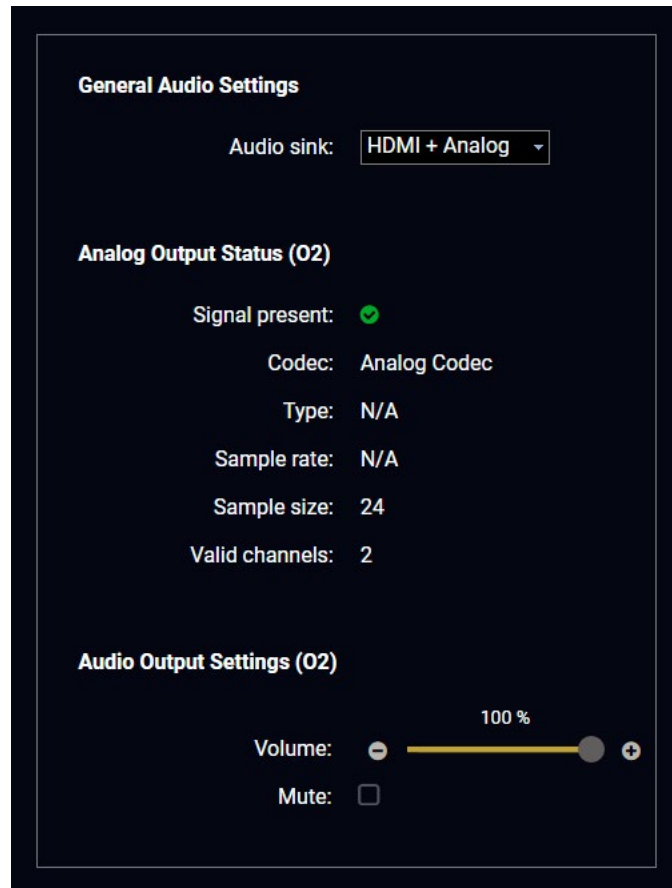 General Audio Settings
Audio sink: HDMI + Analog
Analog Output Status (O2)
Signal present:
Codec: Analog Codec
Type: N/A
Sample rate: N/A
Sample size: 24
Valid channels: 2
Audio Output Settings (O2)
100 %
Volume:
Mute: